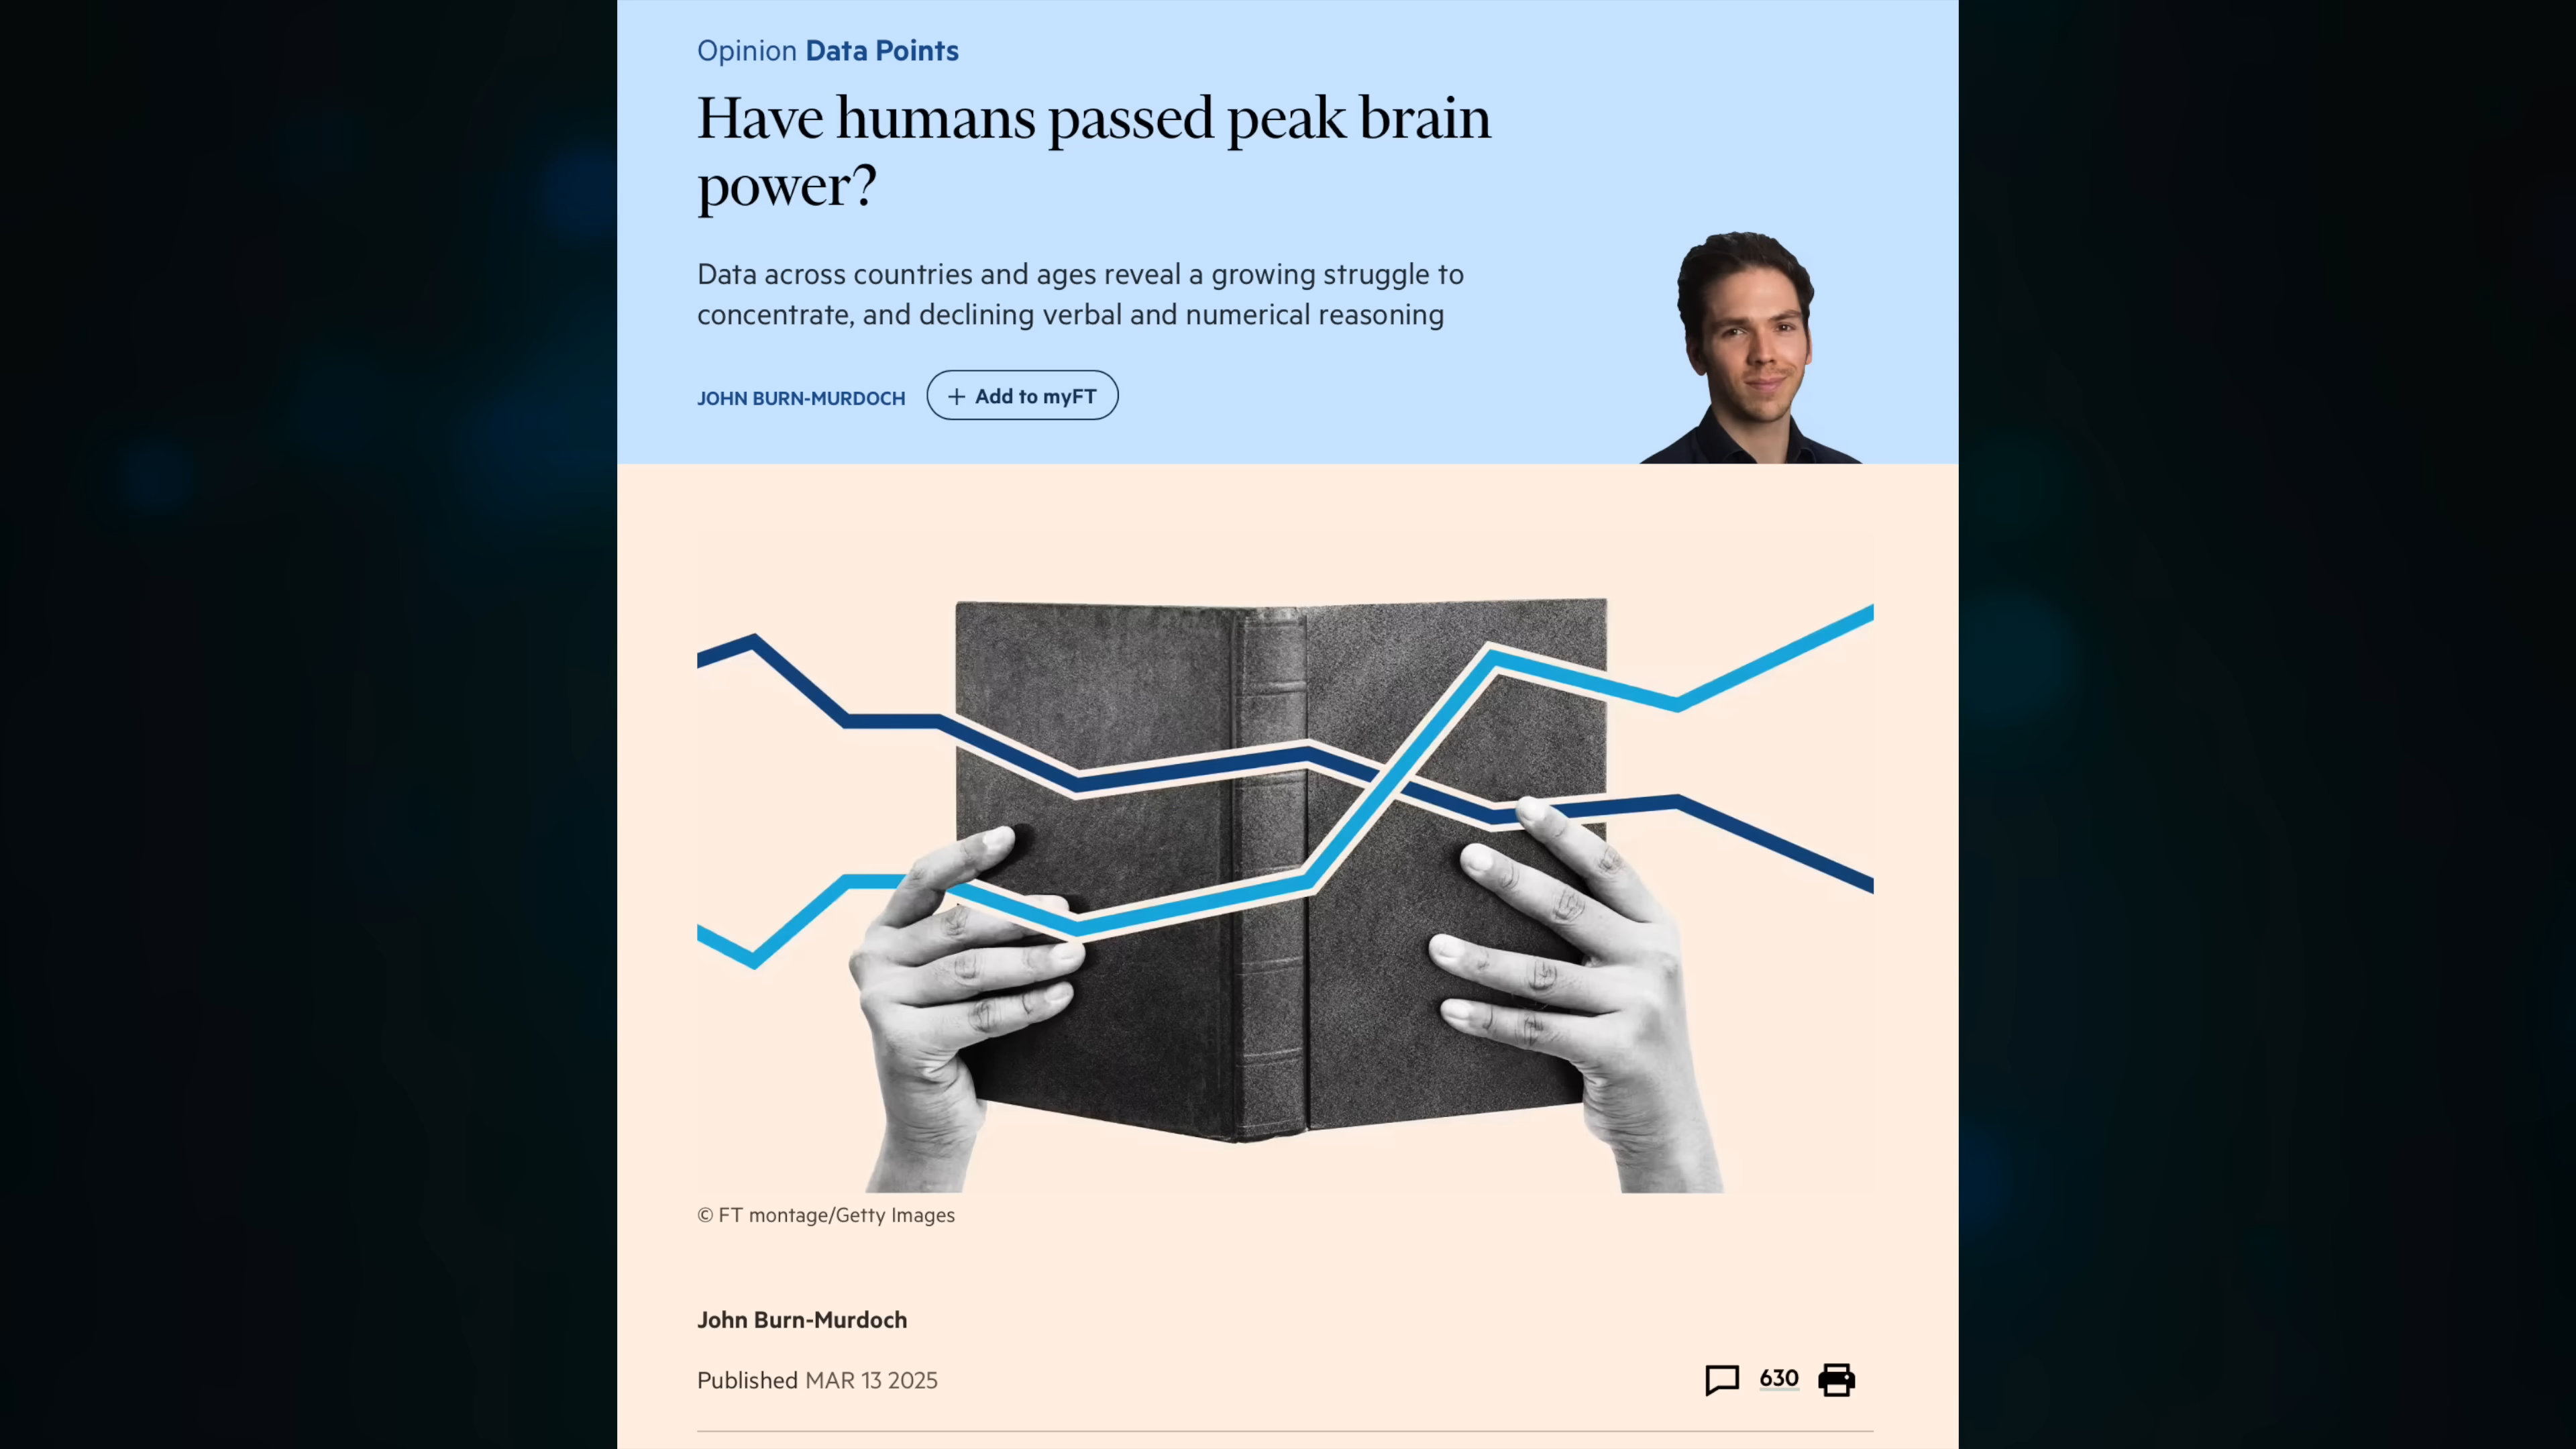 Opinion Data Points
Have humans passed peak brain
power?
Data across countries and ages reveal a growing struggle to
concentrate, and declining verbal and numerical reasoning
JOHN BURN-MURDOCH
+ Add to myFT
© FT montage/Getty Images
John Burn-Murdoch
Published MAR 13 2025
630